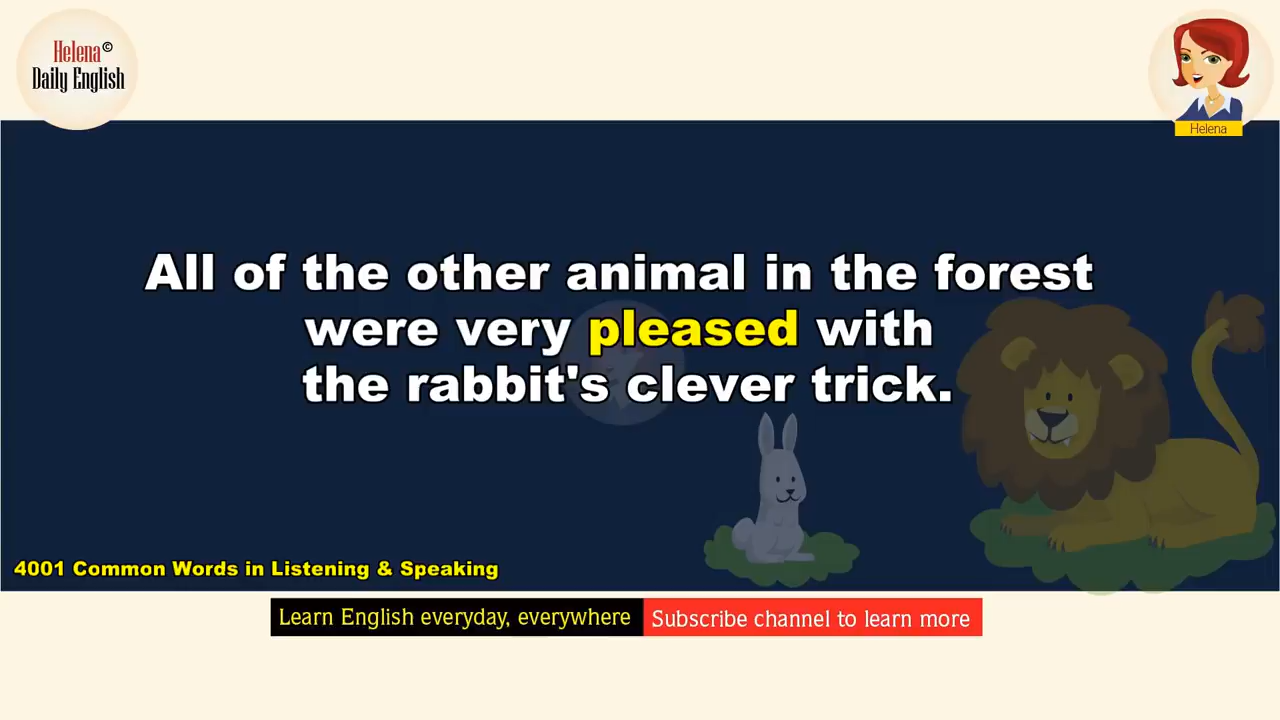 Helena©
Daily English
Helena
All of the other animal in the forest
were very pleased with
the rabbit's clever trick.
4001 Common Words in Listening & Speaking
Learn English everyday, everywhere
Subscribe channel to learn more